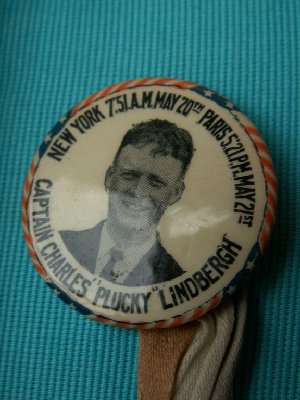 NEW YORK 7:51.A.M.MAY 20TH PARIS 5:21.P.M.MAY 21ST
CAPTAIN CHARLES "PLUCKY" LINDBERGH